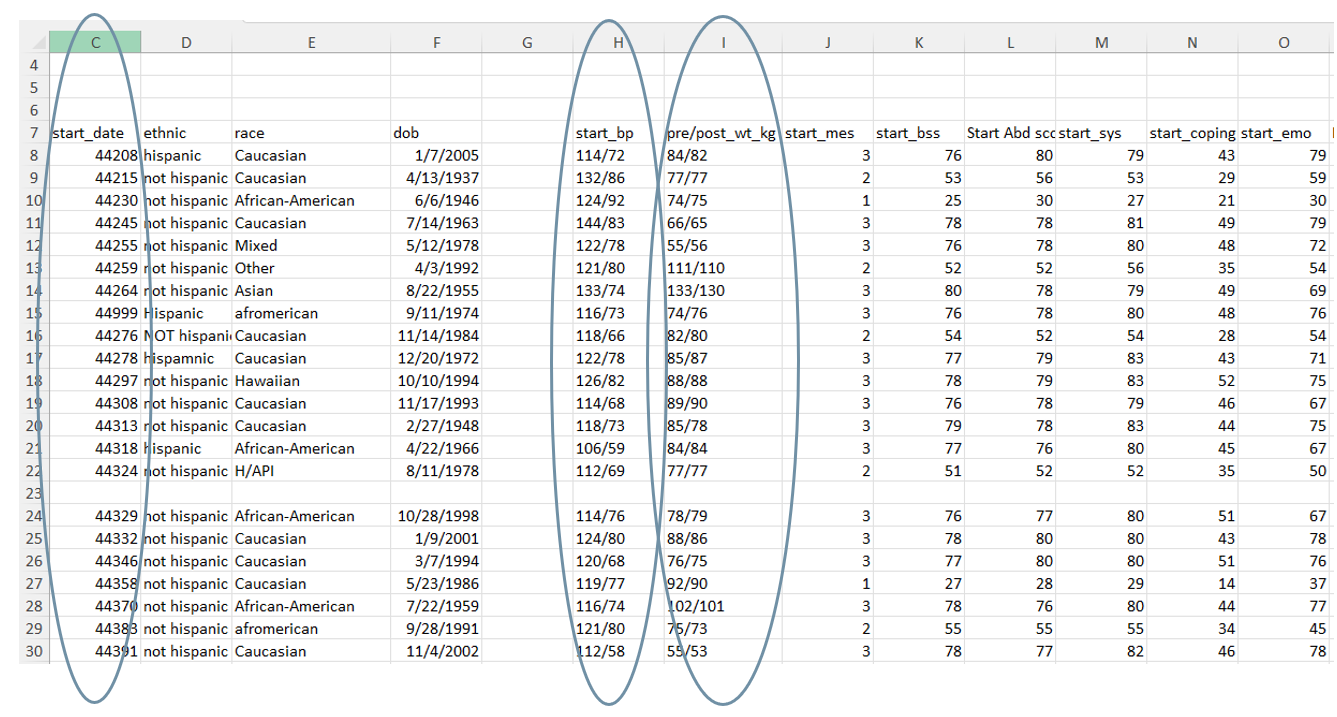 C D E F G H I J K L M N O
4
5
6
7 start_date ethnic race dob start_bp pre/post_wt_kg start_mes start_bss Start Abd scc start_sys start_coping start_emo
8 44208 hispanic Caucasian 1/7/2005 114/72 84/82 3 76 80 79 43 79
9 44215 not hispanic Caucasian 4/13/1937 132/86 77/77 2 53 56 53 29 59
10 44230 not hispanic African-American 6/6/1946 124/92 74/75 1 25 30 27 21 30
11 44245 not hispanic Caucasian 7/14/1963 144/83 66/65 3 78 78 81 49 79
12 44255 not hispanic Mixed 5/12/1978 122/78 55/56 3 76 78 80 48 72
13 44259 not hispanic Other 4/3/1992 121/80 111/110 2 52 52 56 35 54
14 44264 not hispanic Asian 8/22/1955 133/74 133/130 3 80 78 79 49 69
15 44999 Hispanic afromerican 9/11/1974 116/73 74/76 3 76 78 80 48 76
16 44276 NOT hispani Caucasian 11/14/1984 118/66 82/80 2 54 52 54 28 54
17 44278 hispamnic Caucasian 12/20/1972 122/78 85/87 3 77 79 83 43 71
18 44297 not hispanic Hawaiian 10/10/1994 126/82 88/88 3 78 79 83 52 75
19 44308 not hispanic Caucasian 11/17/1993 114/68 89/90 3 76 78 79 46 67
20 44313 not hispanic Caucasian 2/27/1948 118/73 85/78 3 79 78 83 44 75
21 44318 hispanic African-American 4/22/1966 106/59 84/84 3 77 76 80 45 67
22 44324 not hispanic H/API 8/11/1978 112/69 77/77 2 51 52 52 35 50
23
24 44329 not hispanic African-American 10/28/1998 114/76 78/79 3 76 77 80 51 67
25 44332 not hispanic Caucasian 1/9/2001 124/80 88/86 3 78 80 80 43 78
26 44346 not hispanic Caucasian 3/7/1994 120/68 76/75 3 77 80 80 51 76
27 44358 not hispanic Caucasian 5/23/1986 119/77 92/90 1 27 28 29 14 37
28 44370 not hispanic African-American 7/22/1959 116/74 102/101 3 78 76 80 44 77
29 44383 not hispanic afromerican 9/28/1991 121/80 75/73 2 55 55 55 34 45
30 44391 not hispanic Caucasian 11/4/2002 112/58 55/53 3 78 77 82 46 78